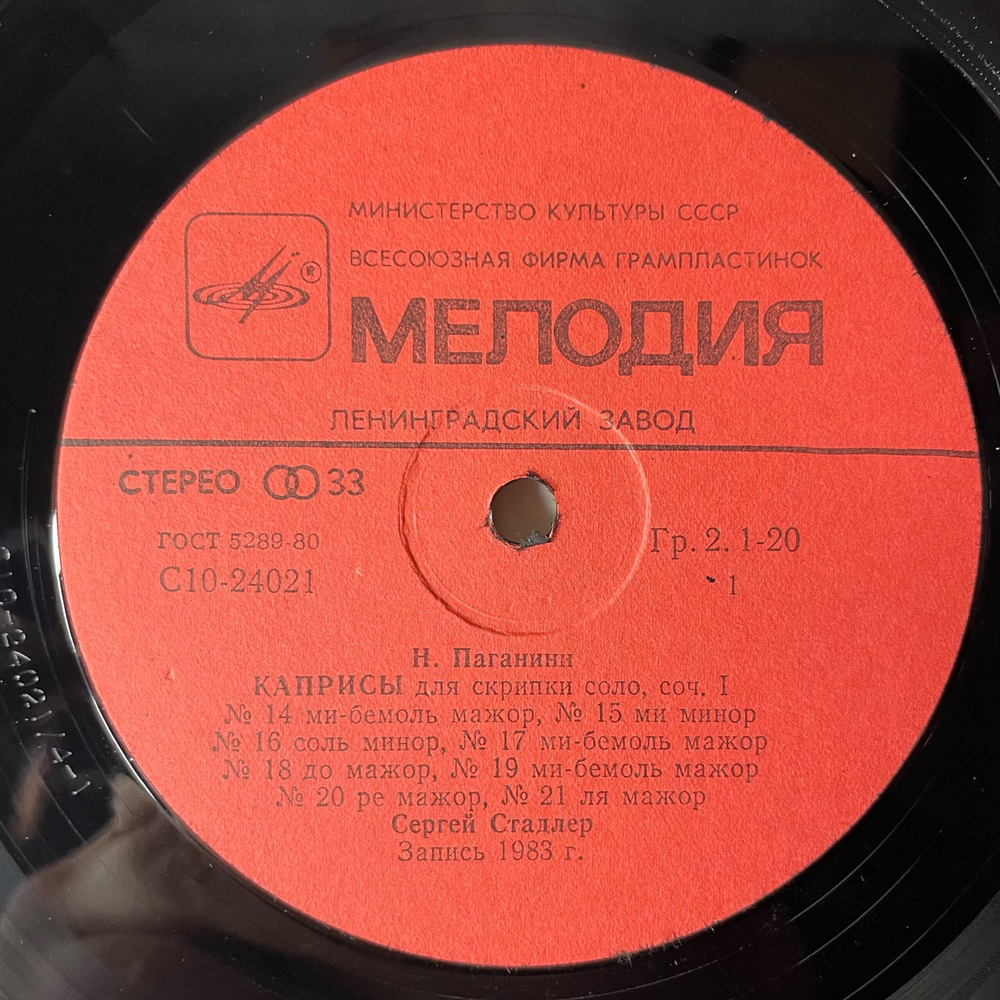 МИНИСТЕРСТВО КУЛЬТУРЫ СССР
ВСЕСОЮЗНАЯ ФИРМА ГРАМПЛАСТИНОК
®
МЕЛОДИЯ
ЛЕНИНГРАДСКИЙ ЗАВОД
СТЕРЕО 33
ГОСТ 5289-80
Гр. 2. 1-20
С10-24021
1
Н. Паганини
КАПРИСЫ для скрипки соло, соч. I
№ 14 ми-бемоль мажор, № 15 ми минор
№ 16 соль минор, № 17 ми-бемоль мажор
№ 18 до мажор, № 19 ми-бемоль мажор
№ 20 ре мажор, № 21 ля мажор
Сергей Стадлер
Запись 1983 г.